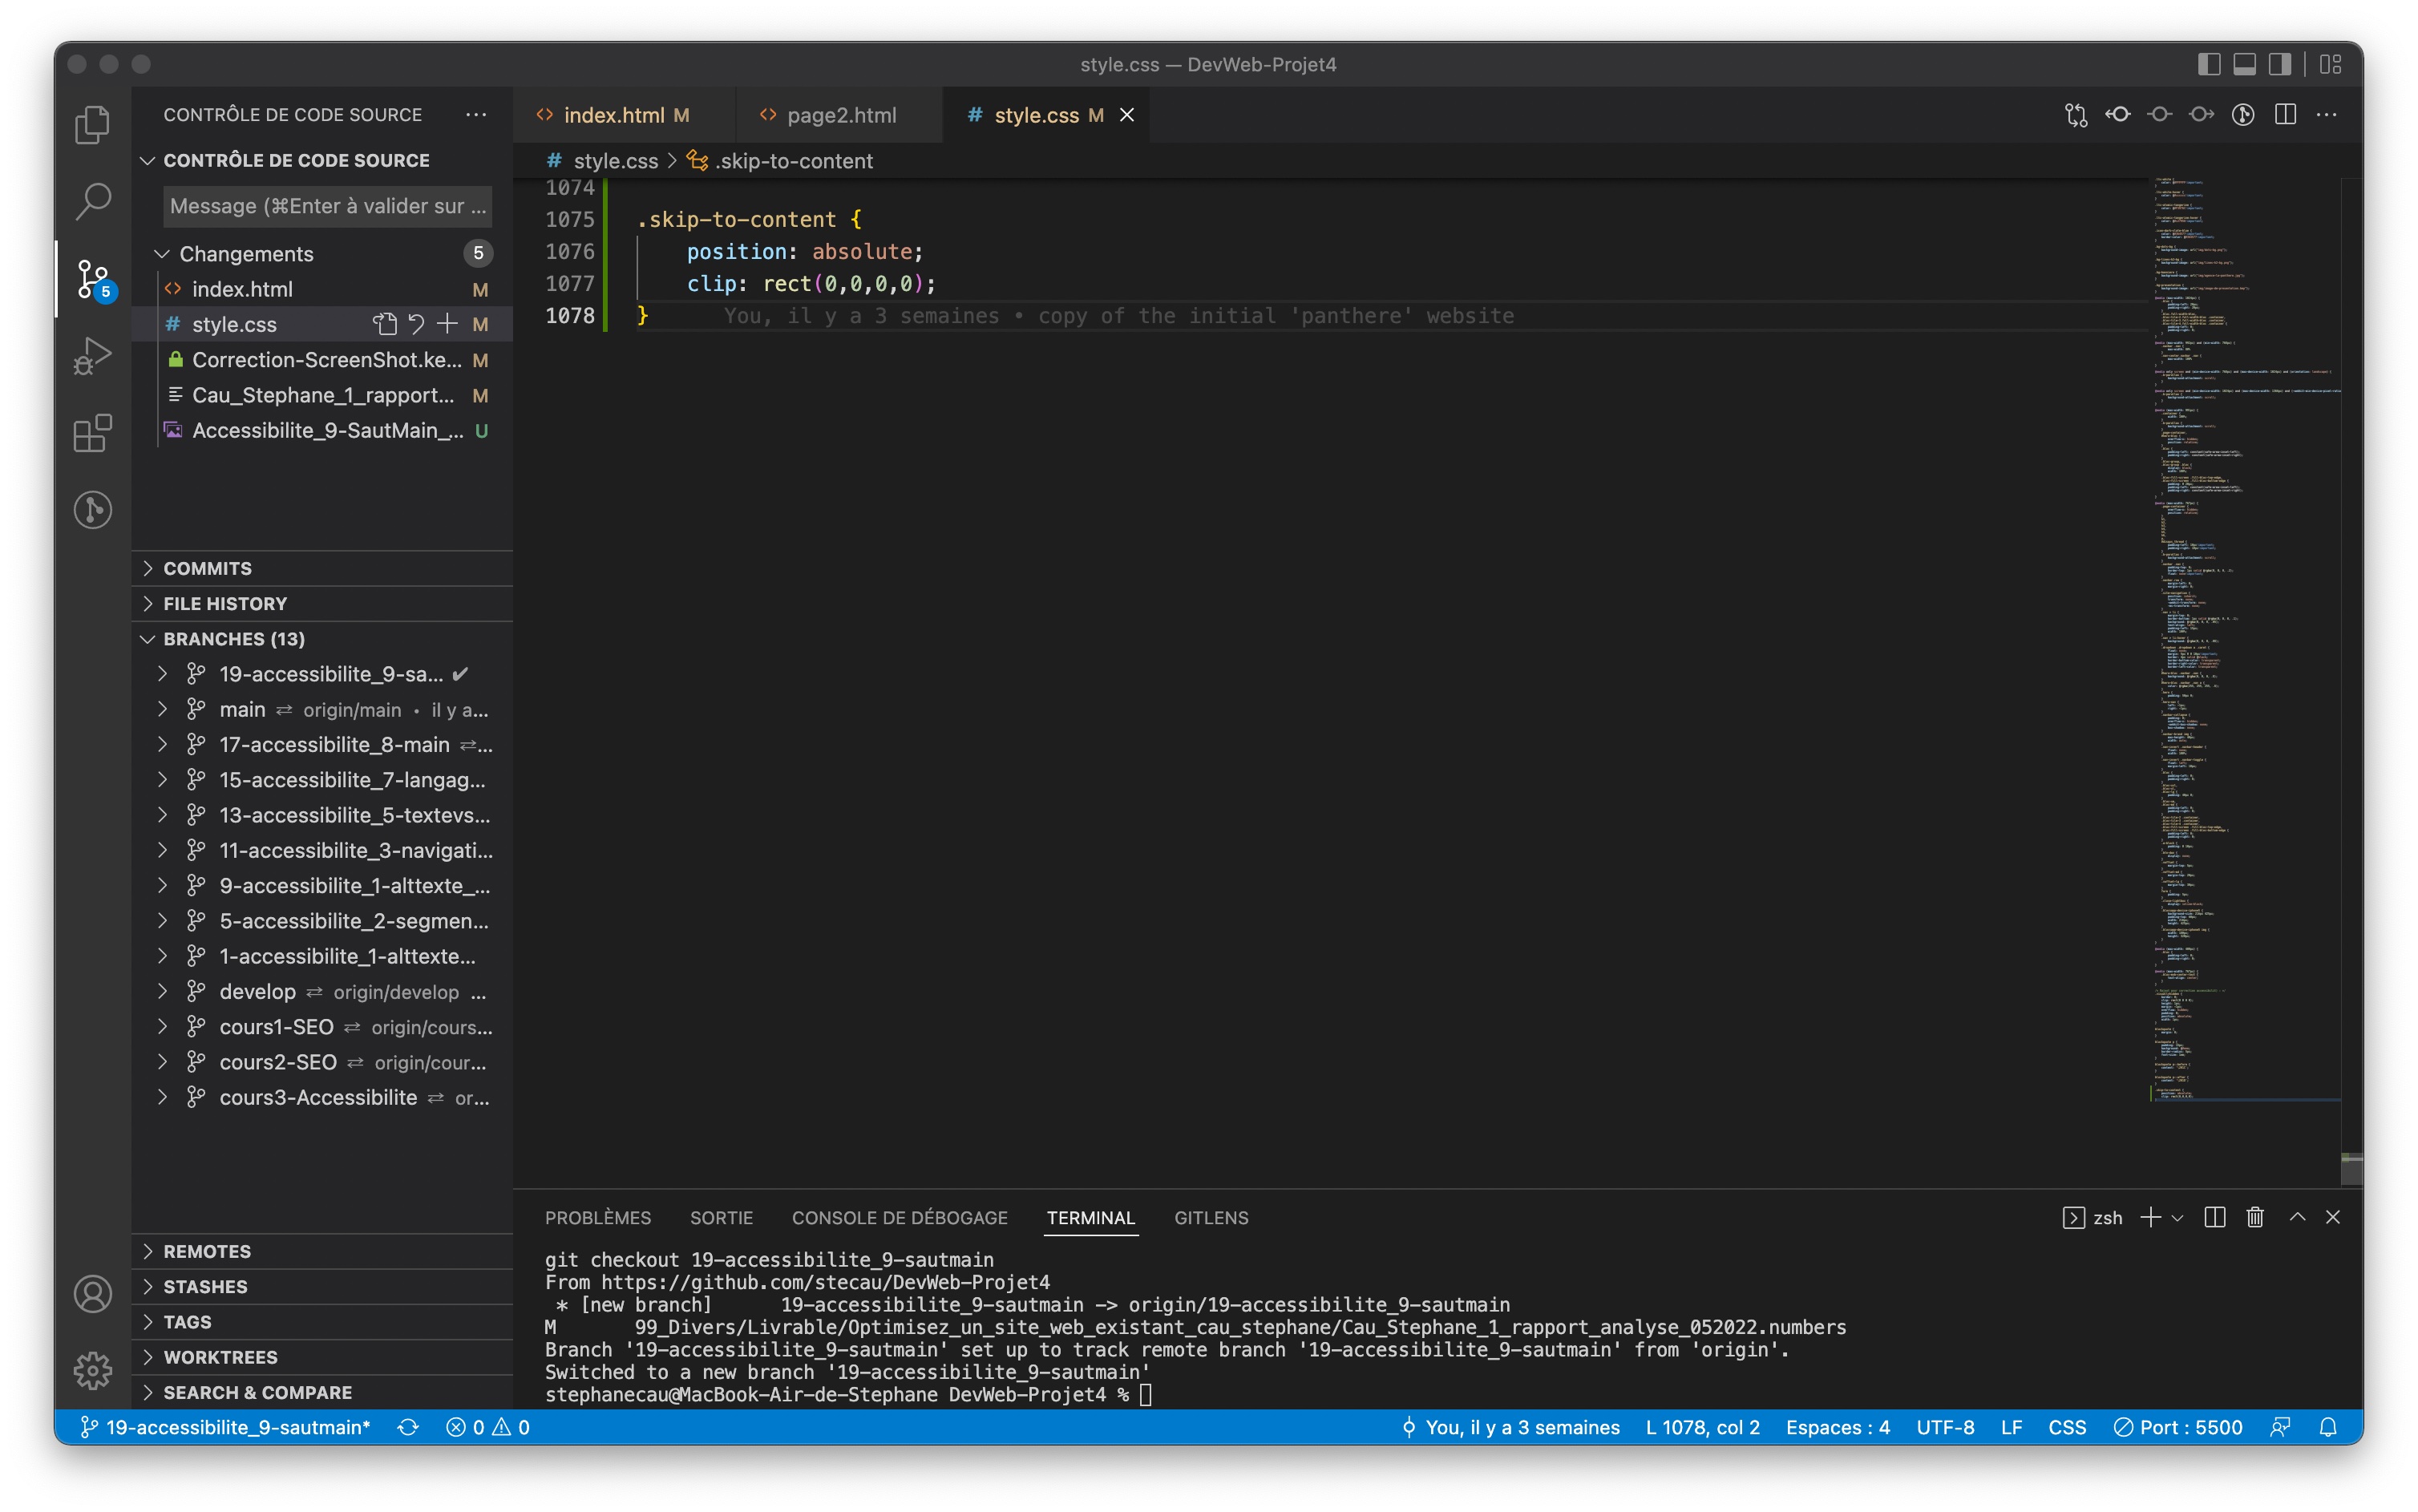 style.css — DevWeb-Projet4
CONTRÔLE DE CODE SOURCE
CONTRÔLE DE CODE SOURCE
Message (⌘Enter à valider sur ...
Changements 5
index.html M
style.css M
Correction-ScreenShot.ke... M
Cau_Stephane_1_rapport... M
Accessibilite_9-SautMain_... U
5
COMMITS
FILE HISTORY
BRANCHES (13)
19-accessibilite_9-sa... ✔
main ⇄ origin/main • il y a...
17-accessibilite_8-main ⇄...
15-accessibilite_7-langag...
13-accessibilite_5-textevs...
11-accessibilite_3-navigati...
9-accessibilite_1-alttexte_...
5-accessibilite_2-segmen...
1-accessibilite_1-alttexte...
develop ⇄ origin/develop ...
cours1-SEO ⇄ origin/cours...
cours2-SEO ⇄ origin/cour...
cours3-Accessibilite ⇄ or...
REMOTES
STASHES
TAGS
WORKTREES
SEARCH & COMPARE
index.html M page2.html # style.css M
# style.css > .skip-to-content
1074
1075 .skip-to-content {
1076 position: absolute;
1077 clip: rect(0,0,0,0);
1078 } You, il y a 3 semaines • copy of the initial 'panthere' website
PROBLÈMES SORTIE CONSOLE DE DÉBOGAGE TERMINAL GITLENS zsh
git checkout 19-accessibilite_9-sautmain
From https://github.com/stecau/DevWeb-Projet4
* [new branch] 19-accessibilite_9-sautmain -> origin/19-accessibilite_9-sautmain
M 99_Divers/Livrable/Optimisez_un_site_web_existant_cau_stephane/Cau_Stephane_1_rapport_analyse_052022.numbers
Branch '19-accessibilite_9-sautmain' set up to track remote branch '19-accessibilite_9-sautmain' from 'origin'.
Switched to a new branch '19-accessibilite_9-sautmain'
stephanecau@MacBook-Air-de-Stephane DevWeb-Projet4 %
19-accessibilite_9-sautmain* 0 0 You, il y a 3 semaines L 1078, col 2 Espaces : 4 UTF-8 LF CSS Port : 5500